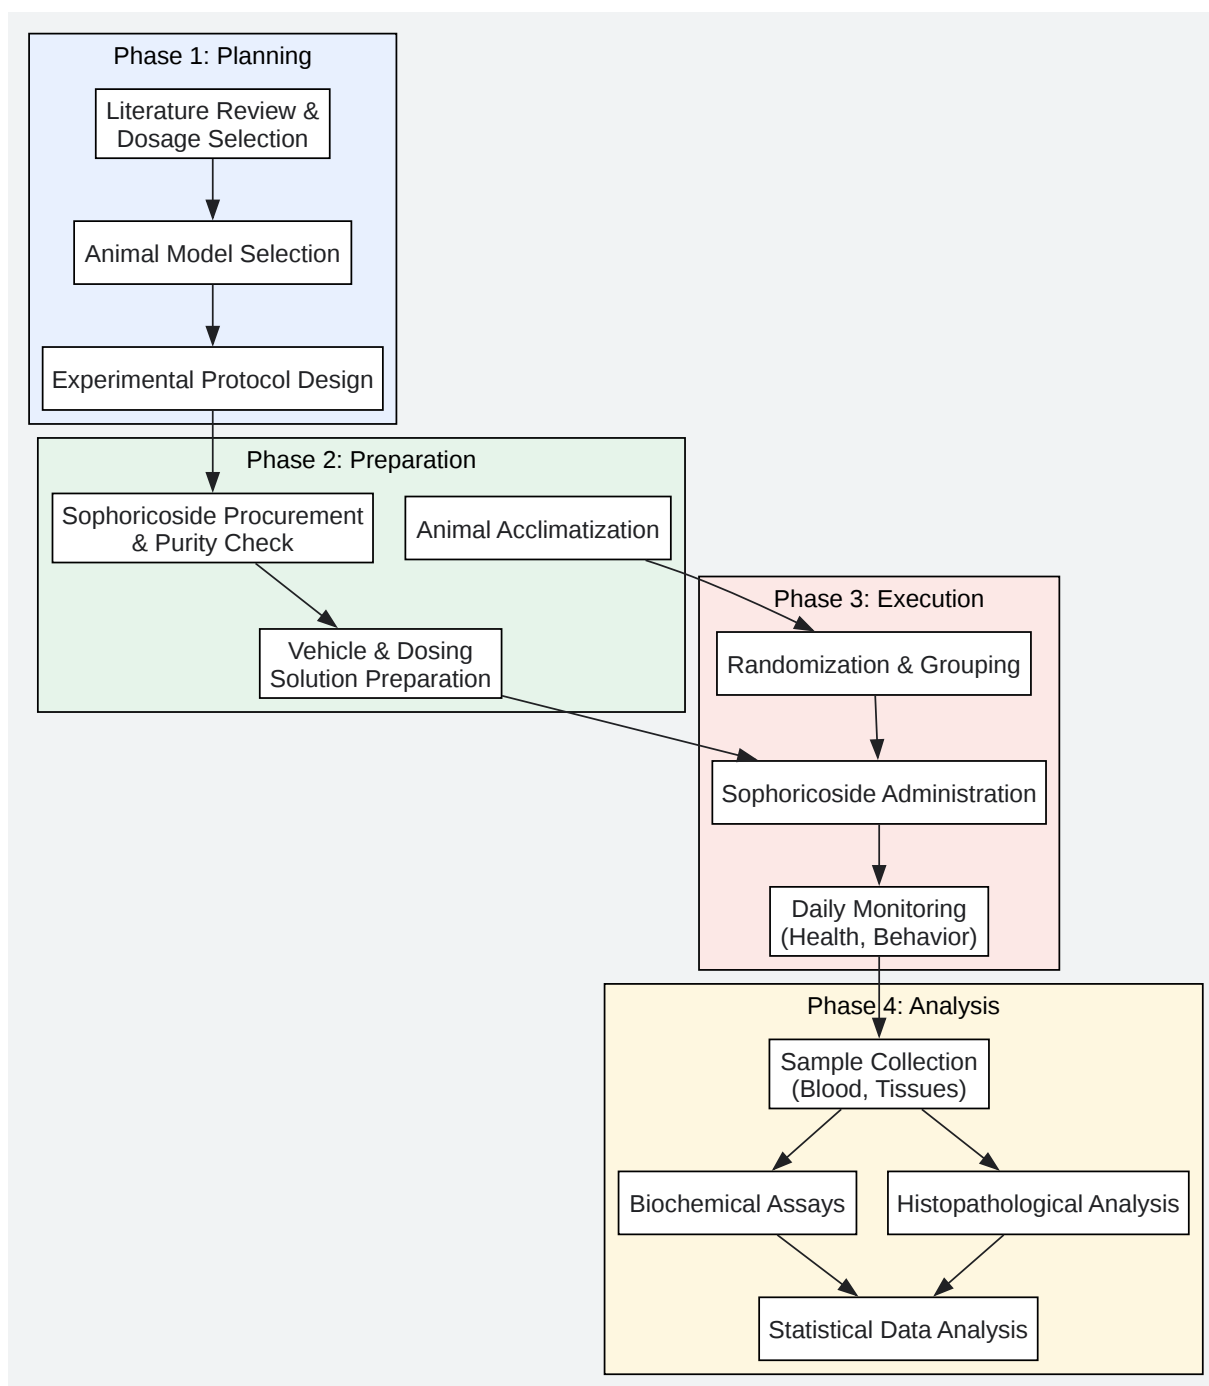 Phase 1: Planning
Literature Review &
Dosage Selection
Animal Model Selection
Experimental Protocol Design
Phase 2: Preparation
Sophoricoside Procurement
& Purity Check
Animal Acclimatization
Vehicle & Dosing
Solution Preparation
Phase 3: Execution
Randomization & Grouping
Sophoricoside Administration
Daily Monitoring
(Health, Behavior)
Phase 4: Analysis
Sample Collection
(Blood, Tissues)
Biochemical Assays
Histopathological Analysis
Statistical Data Analysis